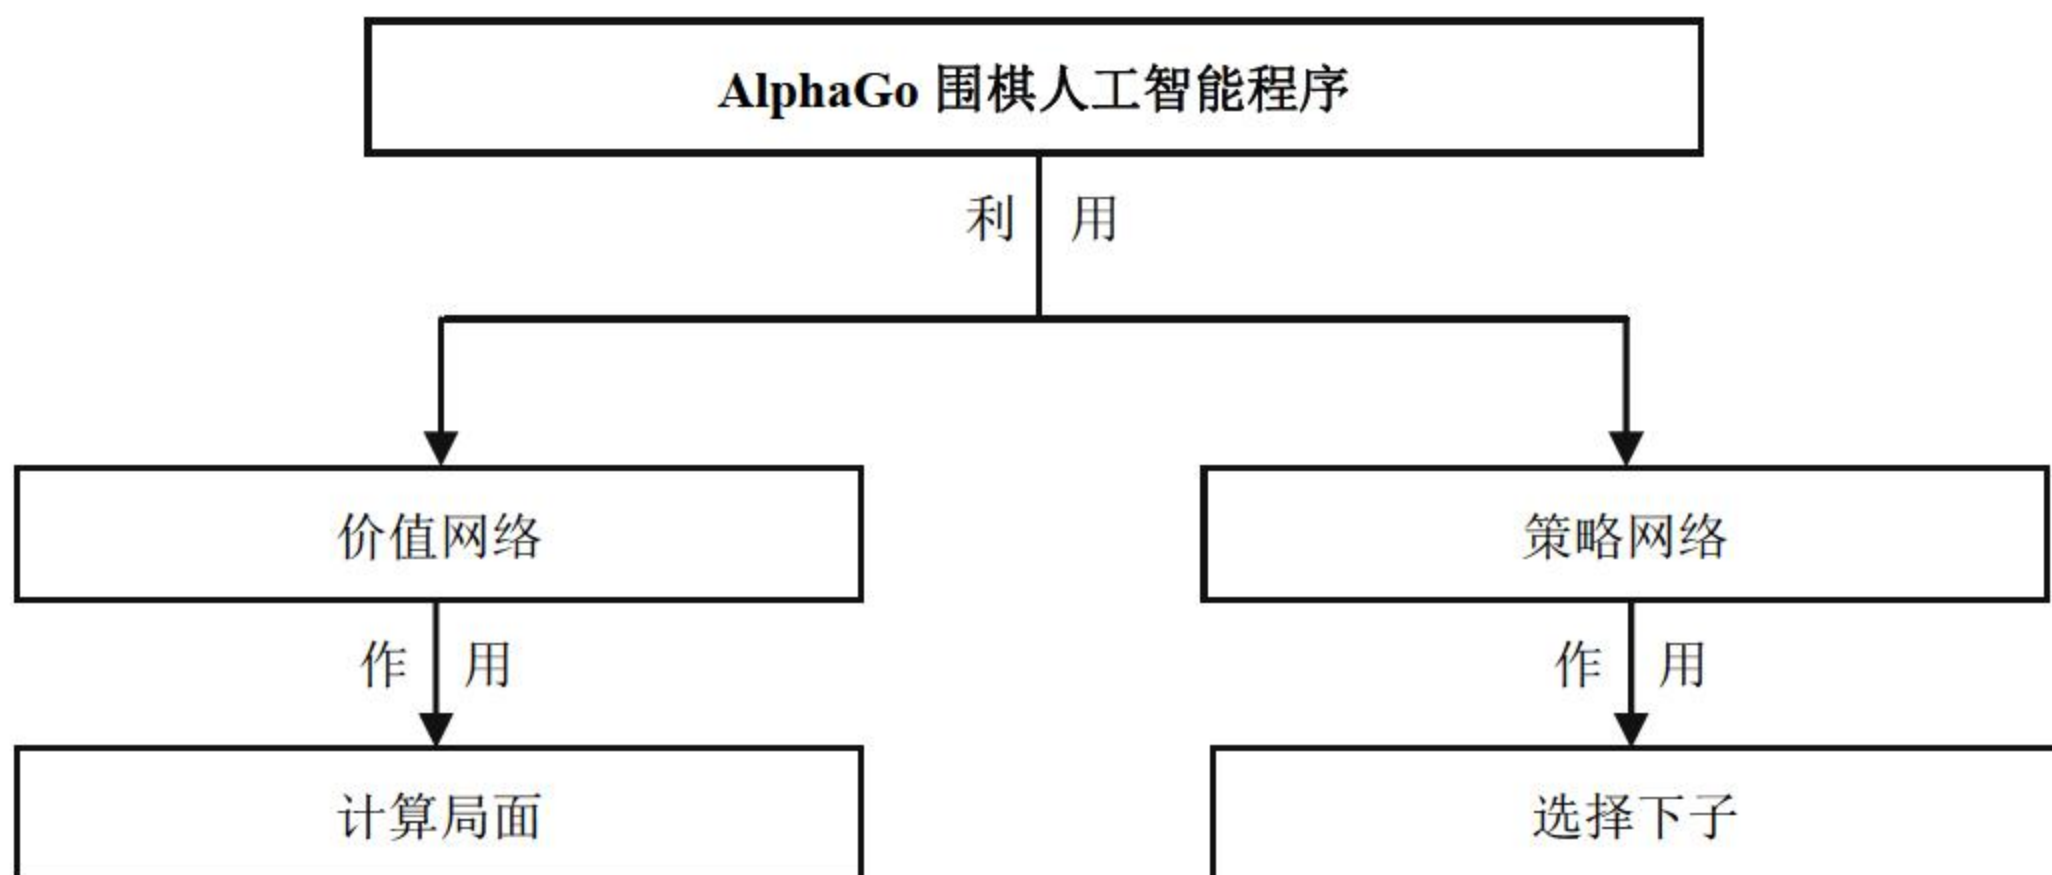 AlphaGo 围棋人工智能程序
利 用
价值网络 策略网络
作 用 作 用
计算局面 选择下子